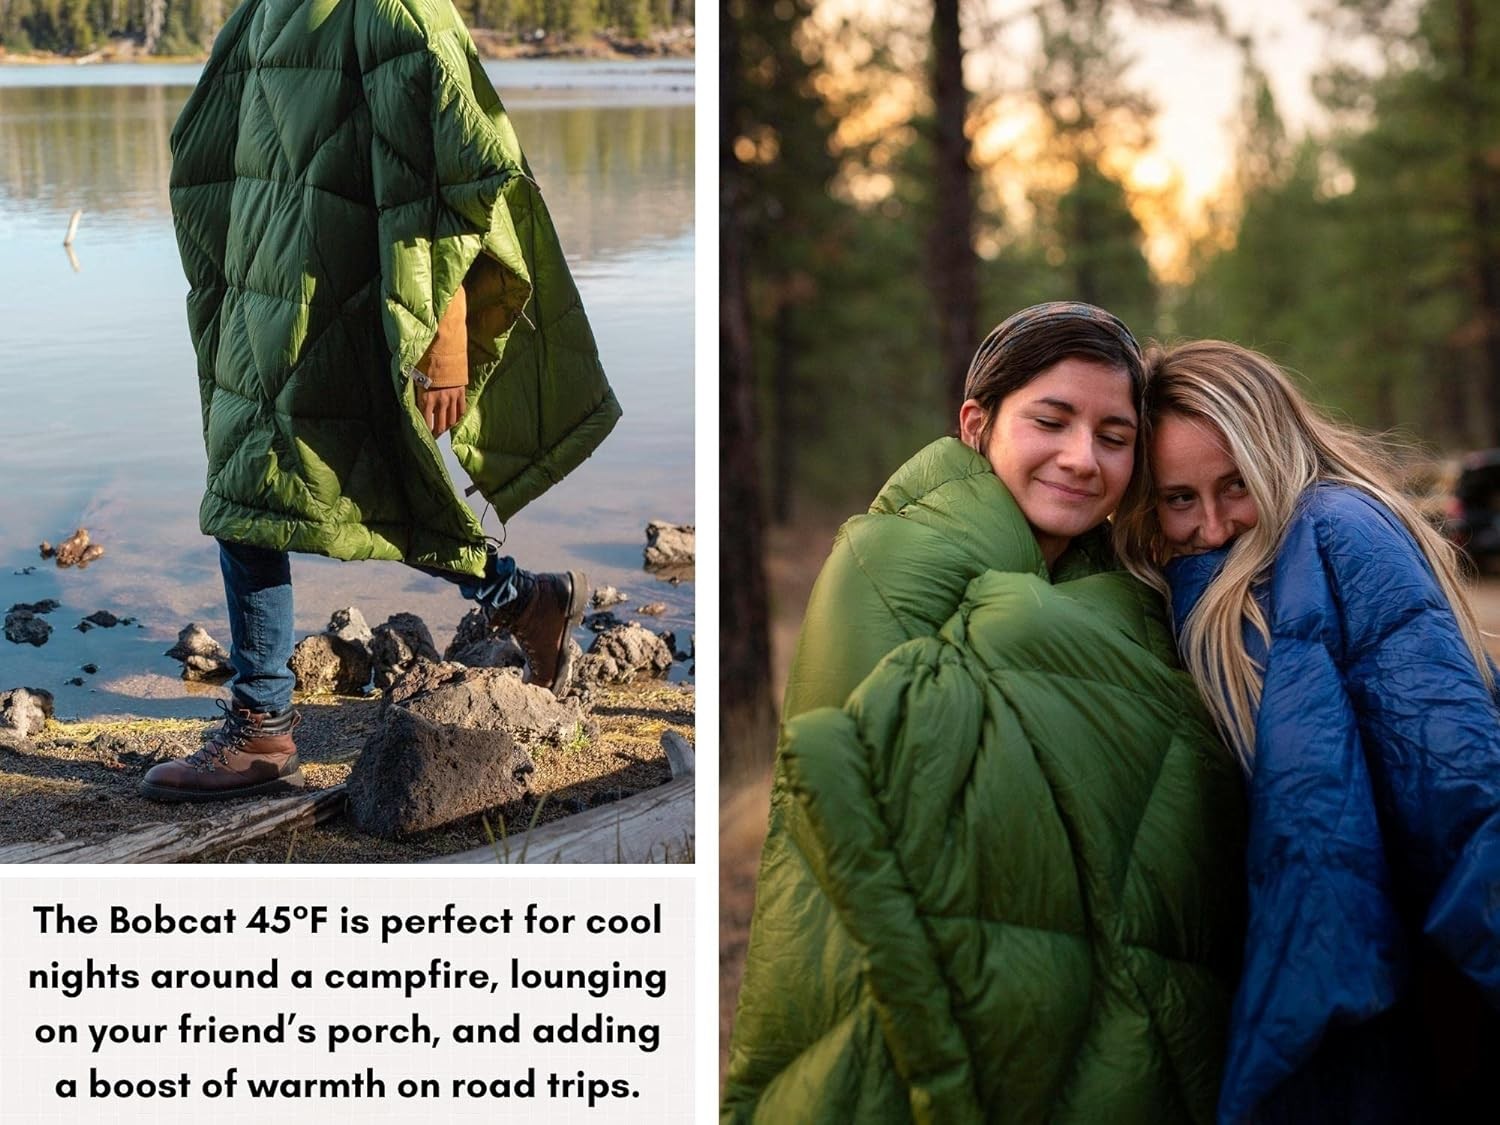 The Bobcat 45°F is perfect for cool
nights around a campfire, lounging
on your friend’s porch, and adding
a boost of warmth on road trips.